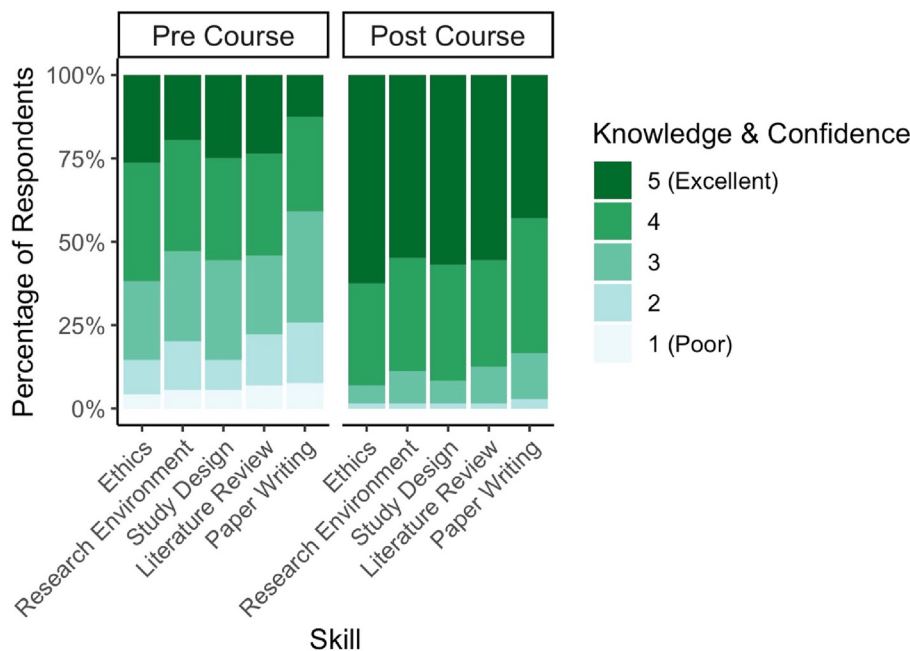 Pre Course
Post Course
Percentage of Respondents
100%
75%
50%
25%
0%
Ethics
Research Environment
Study Design
Literature Review
Paper Writing
Ethics
Research Environment
Study Design
Literature Review
Paper Writing
Skill
Knowledge & Confidence
5 (Excellent)
4
3
2
1 (Poor)